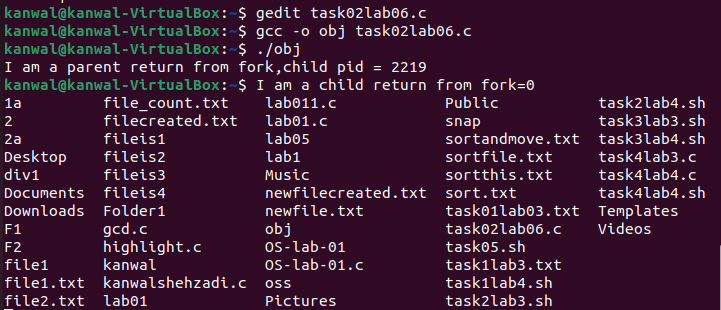 kanwal@kanwal-VirtualBox:~$ gedit task02lab06.c
kanwal@kanwal-VirtualBox:~$ gcc -o obj task02lab06.c
kanwal@kanwal-VirtualBox:~$ ./obj
I am a parent return from fork,child pid = 2219
kanwal@kanwal-VirtualBox:~$ I am a child return from fork=0
1a file_count.txt lab011.c Public task2lab4.sh
2 filecreated.txt lab01.c snap task3lab3.sh
2a fileis1 lab05 sortandmove.txt task3lab4.sh
Desktop fileis2 lab1 sortfile.txt task4lab3.c
div1 fileis3 Music sortthis.txt task4lab4.c
Documents fileis4 newfilecreated.txt sort.txt task4lab4.sh
Downloads Folder1 newfile.txt task01lab03.txt Templates
F1 gcd.c obj task02lab06.c Videos
F2 highlight.c OS-lab-01 task05.sh
file1 kanwal OS-lab-01.c task1lab3.txt
file1.txt kanwalshehzadi.c oss task1lab4.sh
file2.txt lab01 Pictures task2lab3.sh